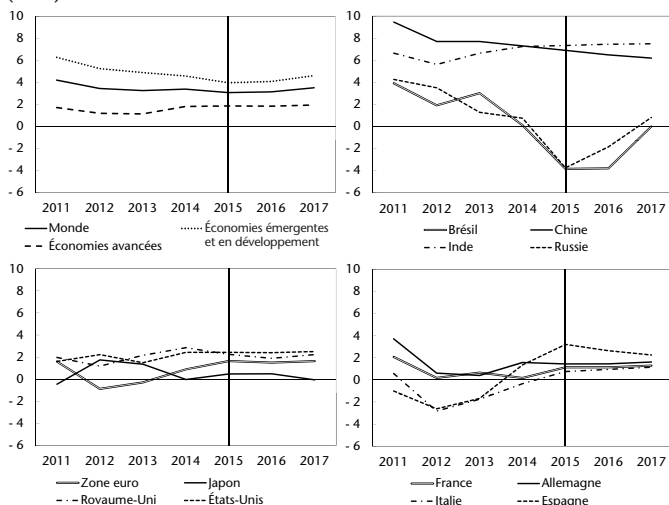 10
8
6
4
2
0
- 2
- 4
- 6
2011 2012 2013 2014 2015 2016 2017
Monde
Économies émergentes
et en développement
Économies avancées
10
8
6
4
2
0
- 2
- 4
- 6
2011 2012 2013 2014 2015 2016 2017
Brésil Chine
Inde Russie
10
8
6
4
2
0
- 2
- 4
- 6
2011 2012 2013 2014 2015 2016 2017
Zone euro Japon
Royaume-Uni États-Unis
10
8
6
4
2
0
- 2
- 4
- 6
2011 2012 2013 2014 2015 2016 2017
France Allemagne
Italie Espagne